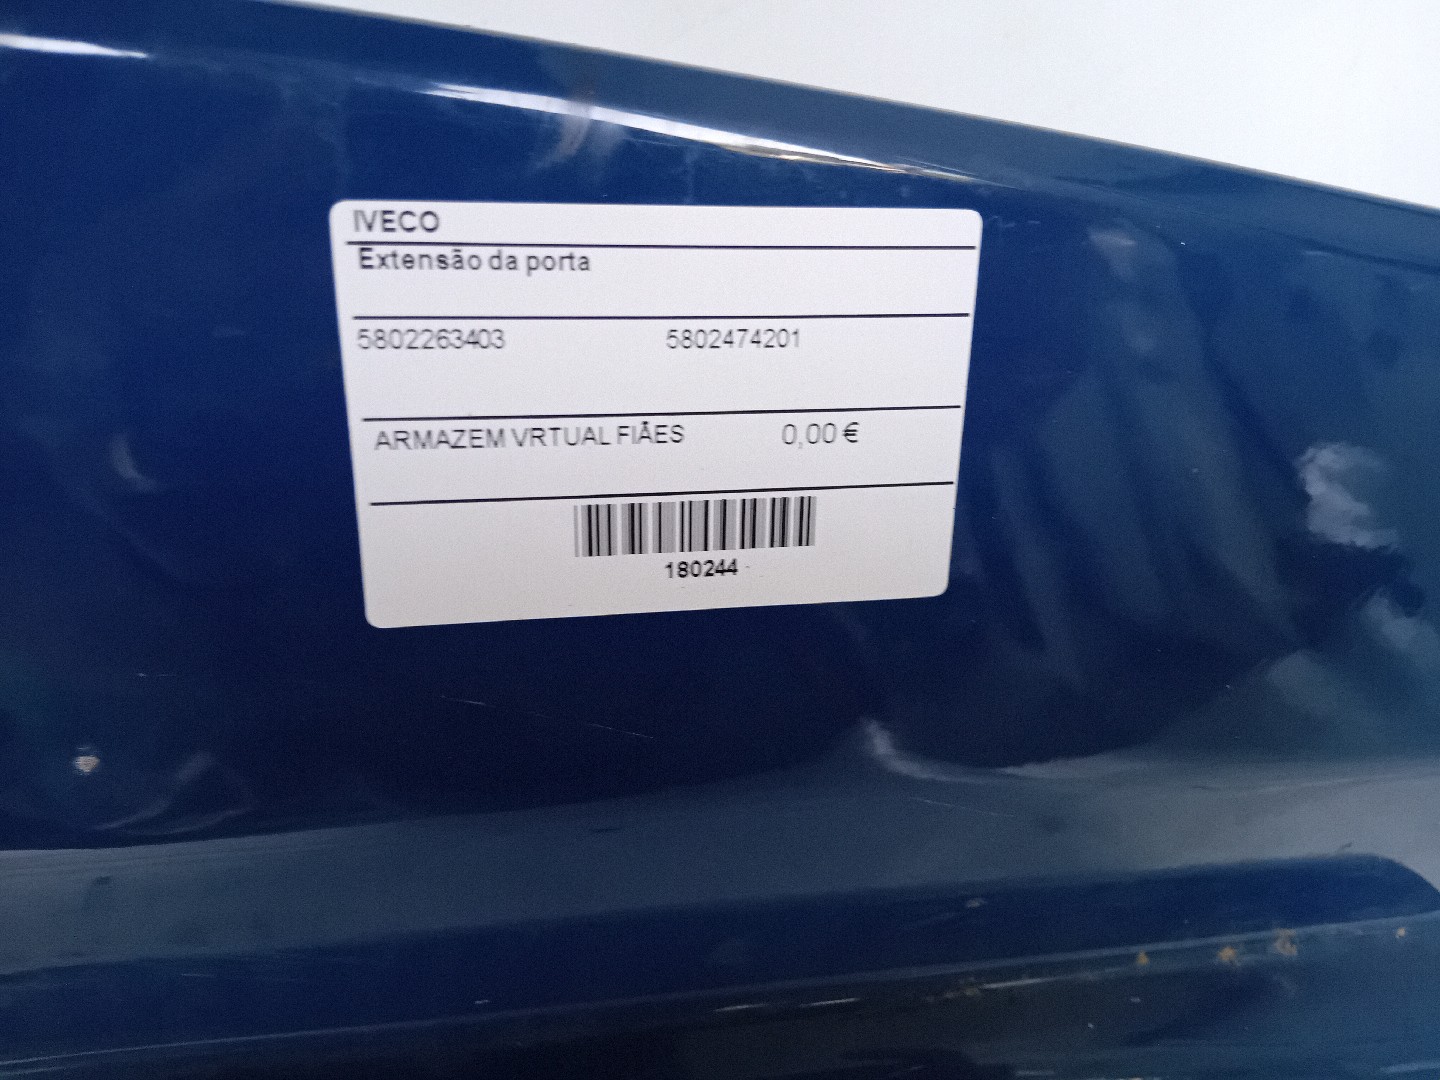 IVECO
Extensão da porta
5802263403 5802474201
ARMAZEM VRTUAL FIÃES 0,00 €
180244